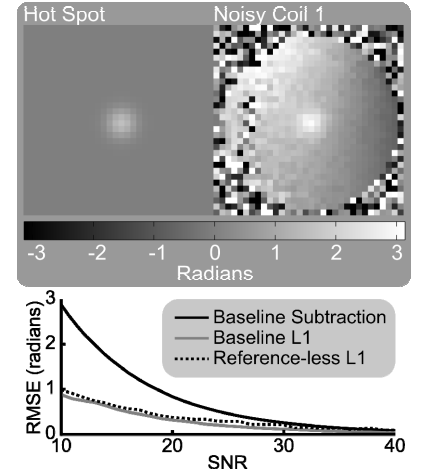 Hot Spot
Noisy Coil 1
-3 -2 -1 0 1 2 3
Radians
3
2
1
0
RMSE (radians)
Baseline Subtraction
Baseline L1
Reference-less L1
10 20 30 40
SNR